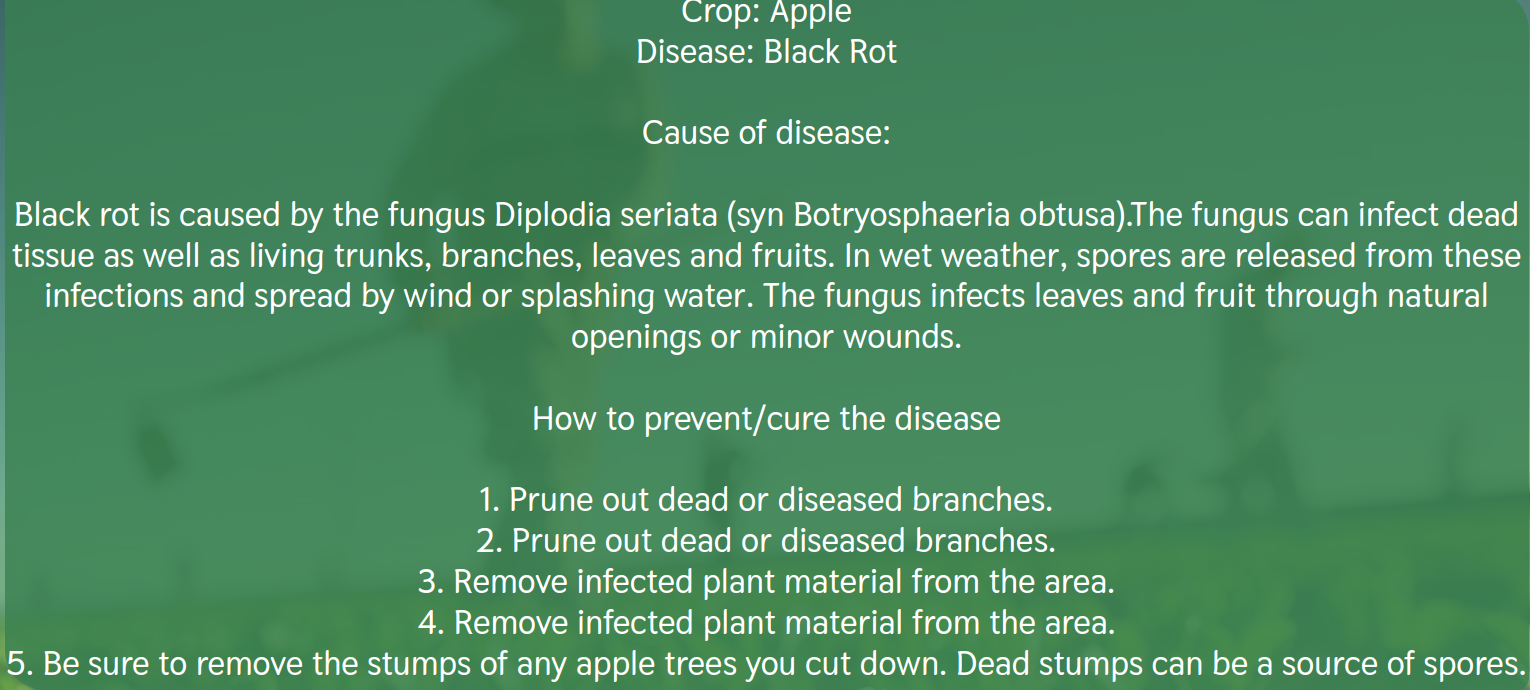 Crop: Apple
Disease: Black Rot
Cause of disease:
Black rot is caused by the fungus Diplodia seriata (syn Botryosphaeria obtusa).The fungus can infect dead
tissue as well as living trunks, branches, leaves and fruits. In wet weather, spores are released from these
infections and spread by wind or splashing water. The fungus infects leaves and fruit through natural
openings or minor wounds.
How to prevent/cure the disease
1. Prune out dead or diseased branches.
2. Prune out dead or diseased branches.
3. Remove infected plant material from the area.
4. Remove infected plant material from the area.
5. Be sure to remove the stumps of any apple trees you cut down. Dead stumps can be a source of spores.